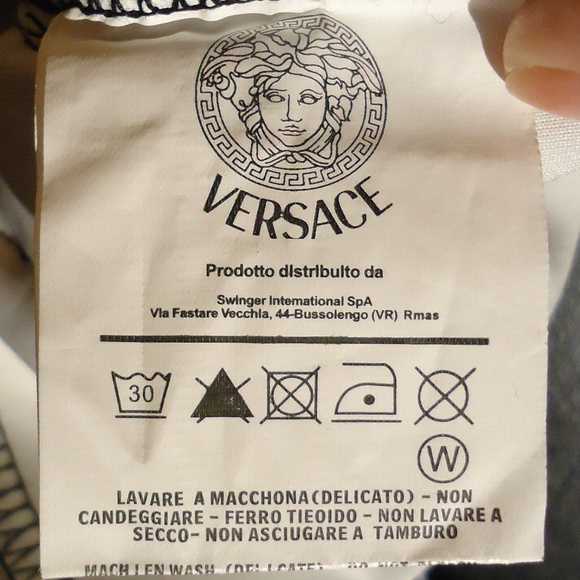 VERSACE
Prodotto distribuito da
Swinger International SpA
Via Fastare Vecchia, 44-Bussolengo (VR) Rmas
30
W
LAVARE A MACCHONA (DELICATO) - NON
CANDEGGIARE - FERRO TIEOIDO - NON LAVARE A
SECCO- NON ASCIUGARE A TAMBURO